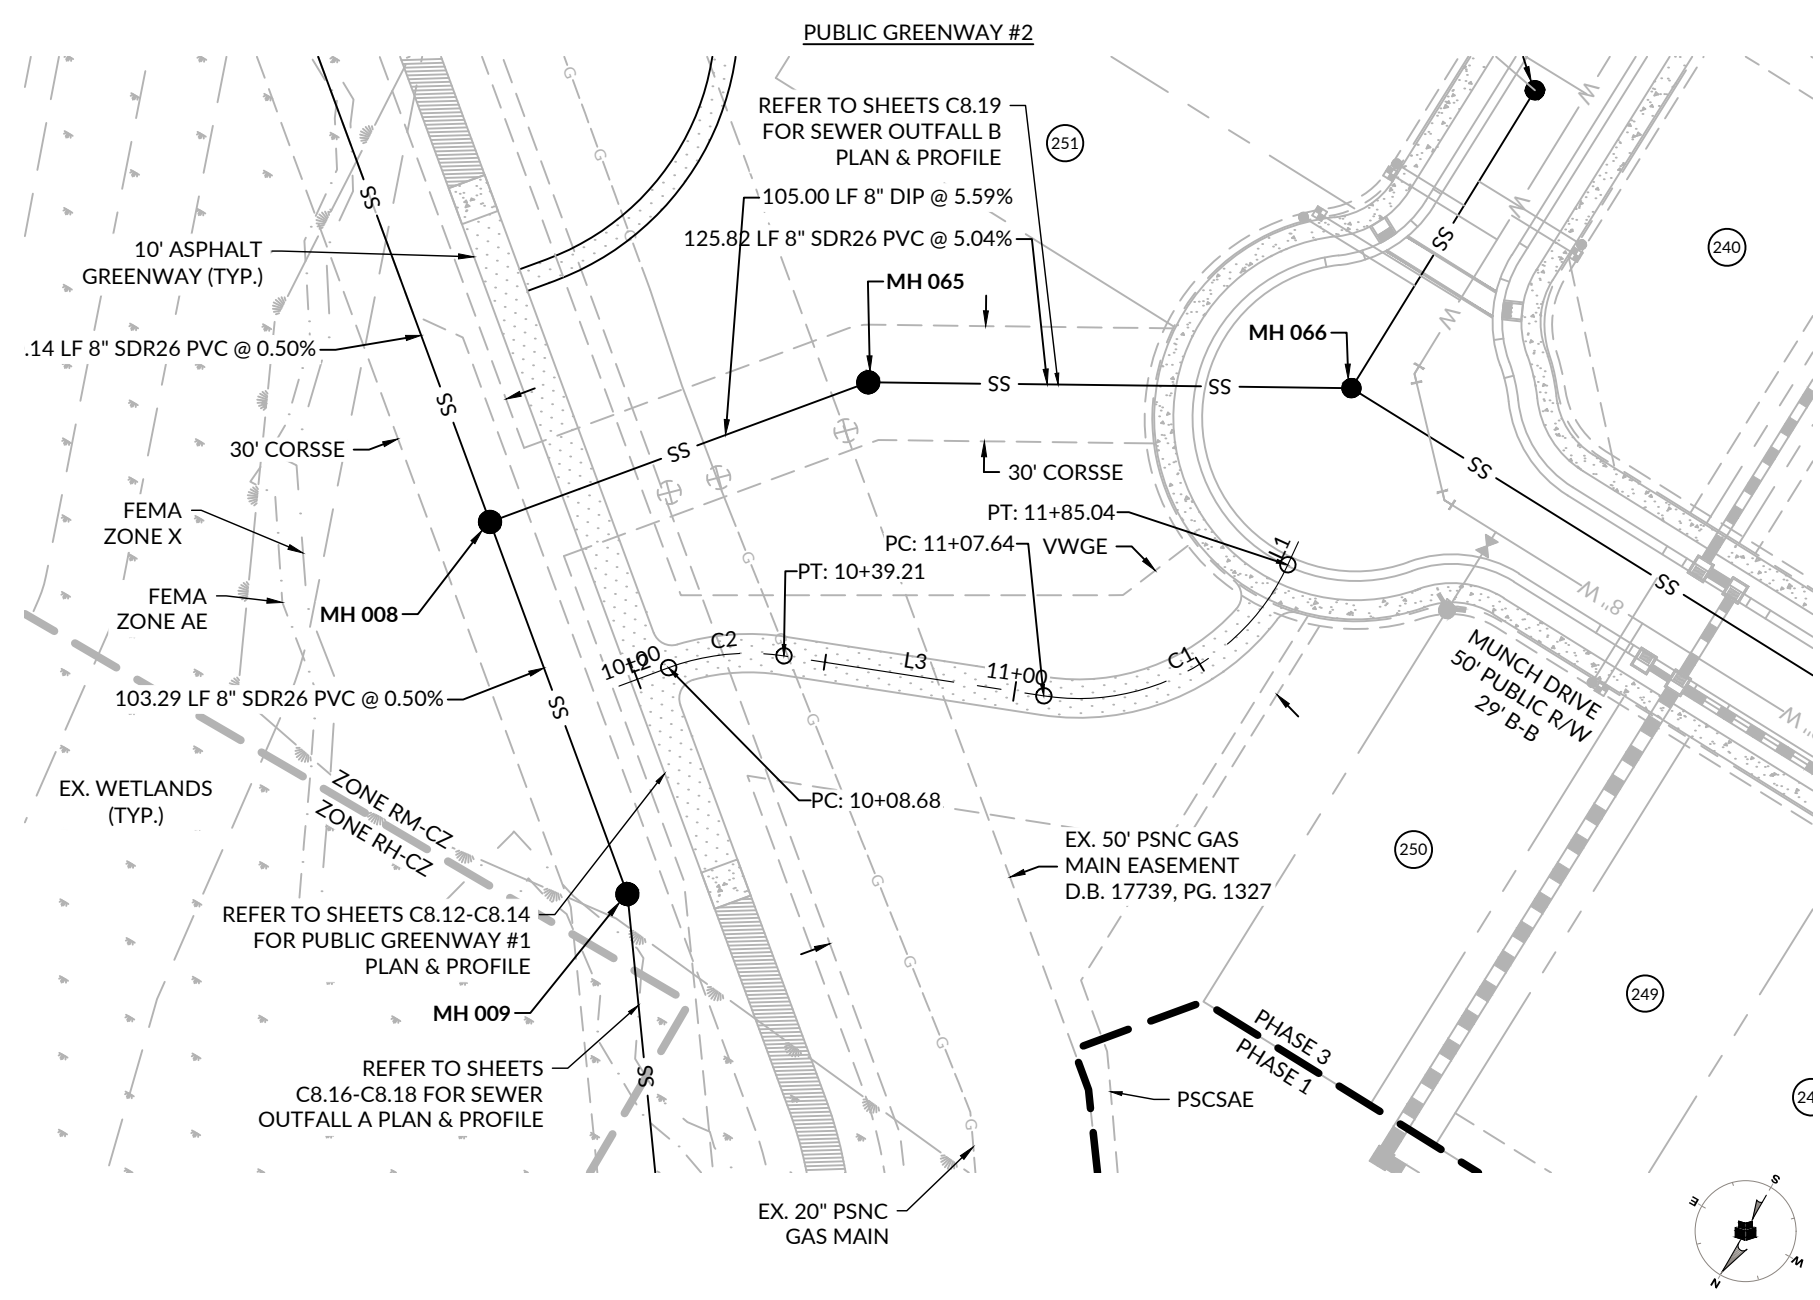 PUBLIC GREENWAY #2
REFER TO SHEETS C8.19
FOR SEWER OUTFALL B
PLAN & PROFILE
251
105.00 LF 8" DIP @ 5.59%
125.82 LF 8" SDR26 PVC @ 5.04%
MH 065
MH 066
240
10' ASPHALT
GREENWAY (TYP.)
.14 LF 8" SDR26 PVC @ 0.50%
30' CORSSE
30' CORSSE
FEMA
ZONE X
FEMA
ZONE AE
MH 008
PT: 11+85.04
PC: 11+07.64
VWGE
PT: 10+39.21
L1
C2
10+00
L2
L3
11+00
C1
103.29 LF 8" SDR26 PVC @ 0.50%
PC: 10+08.68
MUNCH DRIVE
50' PUBLIC R/W
29' B-B
EX. WETLANDS
(TYP.)
ZONE RM-CZ
ZONE RH-CZ
EX. 50' PSNC GAS
MAIN EASEMENT
D.B. 17739, PG. 1327
250
249
24
REFER TO SHEETS C8.12-C8.14
FOR PUBLIC GREENWAY #1
PLAN & PROFILE
MH 009
REFER TO SHEETS
C8.16-C8.18 FOR SEWER
OUTFALL A PLAN & PROFILE
PHASE 3
PHASE 1
PSCSAE
EX. 20" PSNC
GAS MAIN
SS
SS
SS
SS
SS
SS
SS
SS
SS
SS
G
G
G
G
G
G
G
G
G
G
W
W
W
8" W
W
S
E
W
N